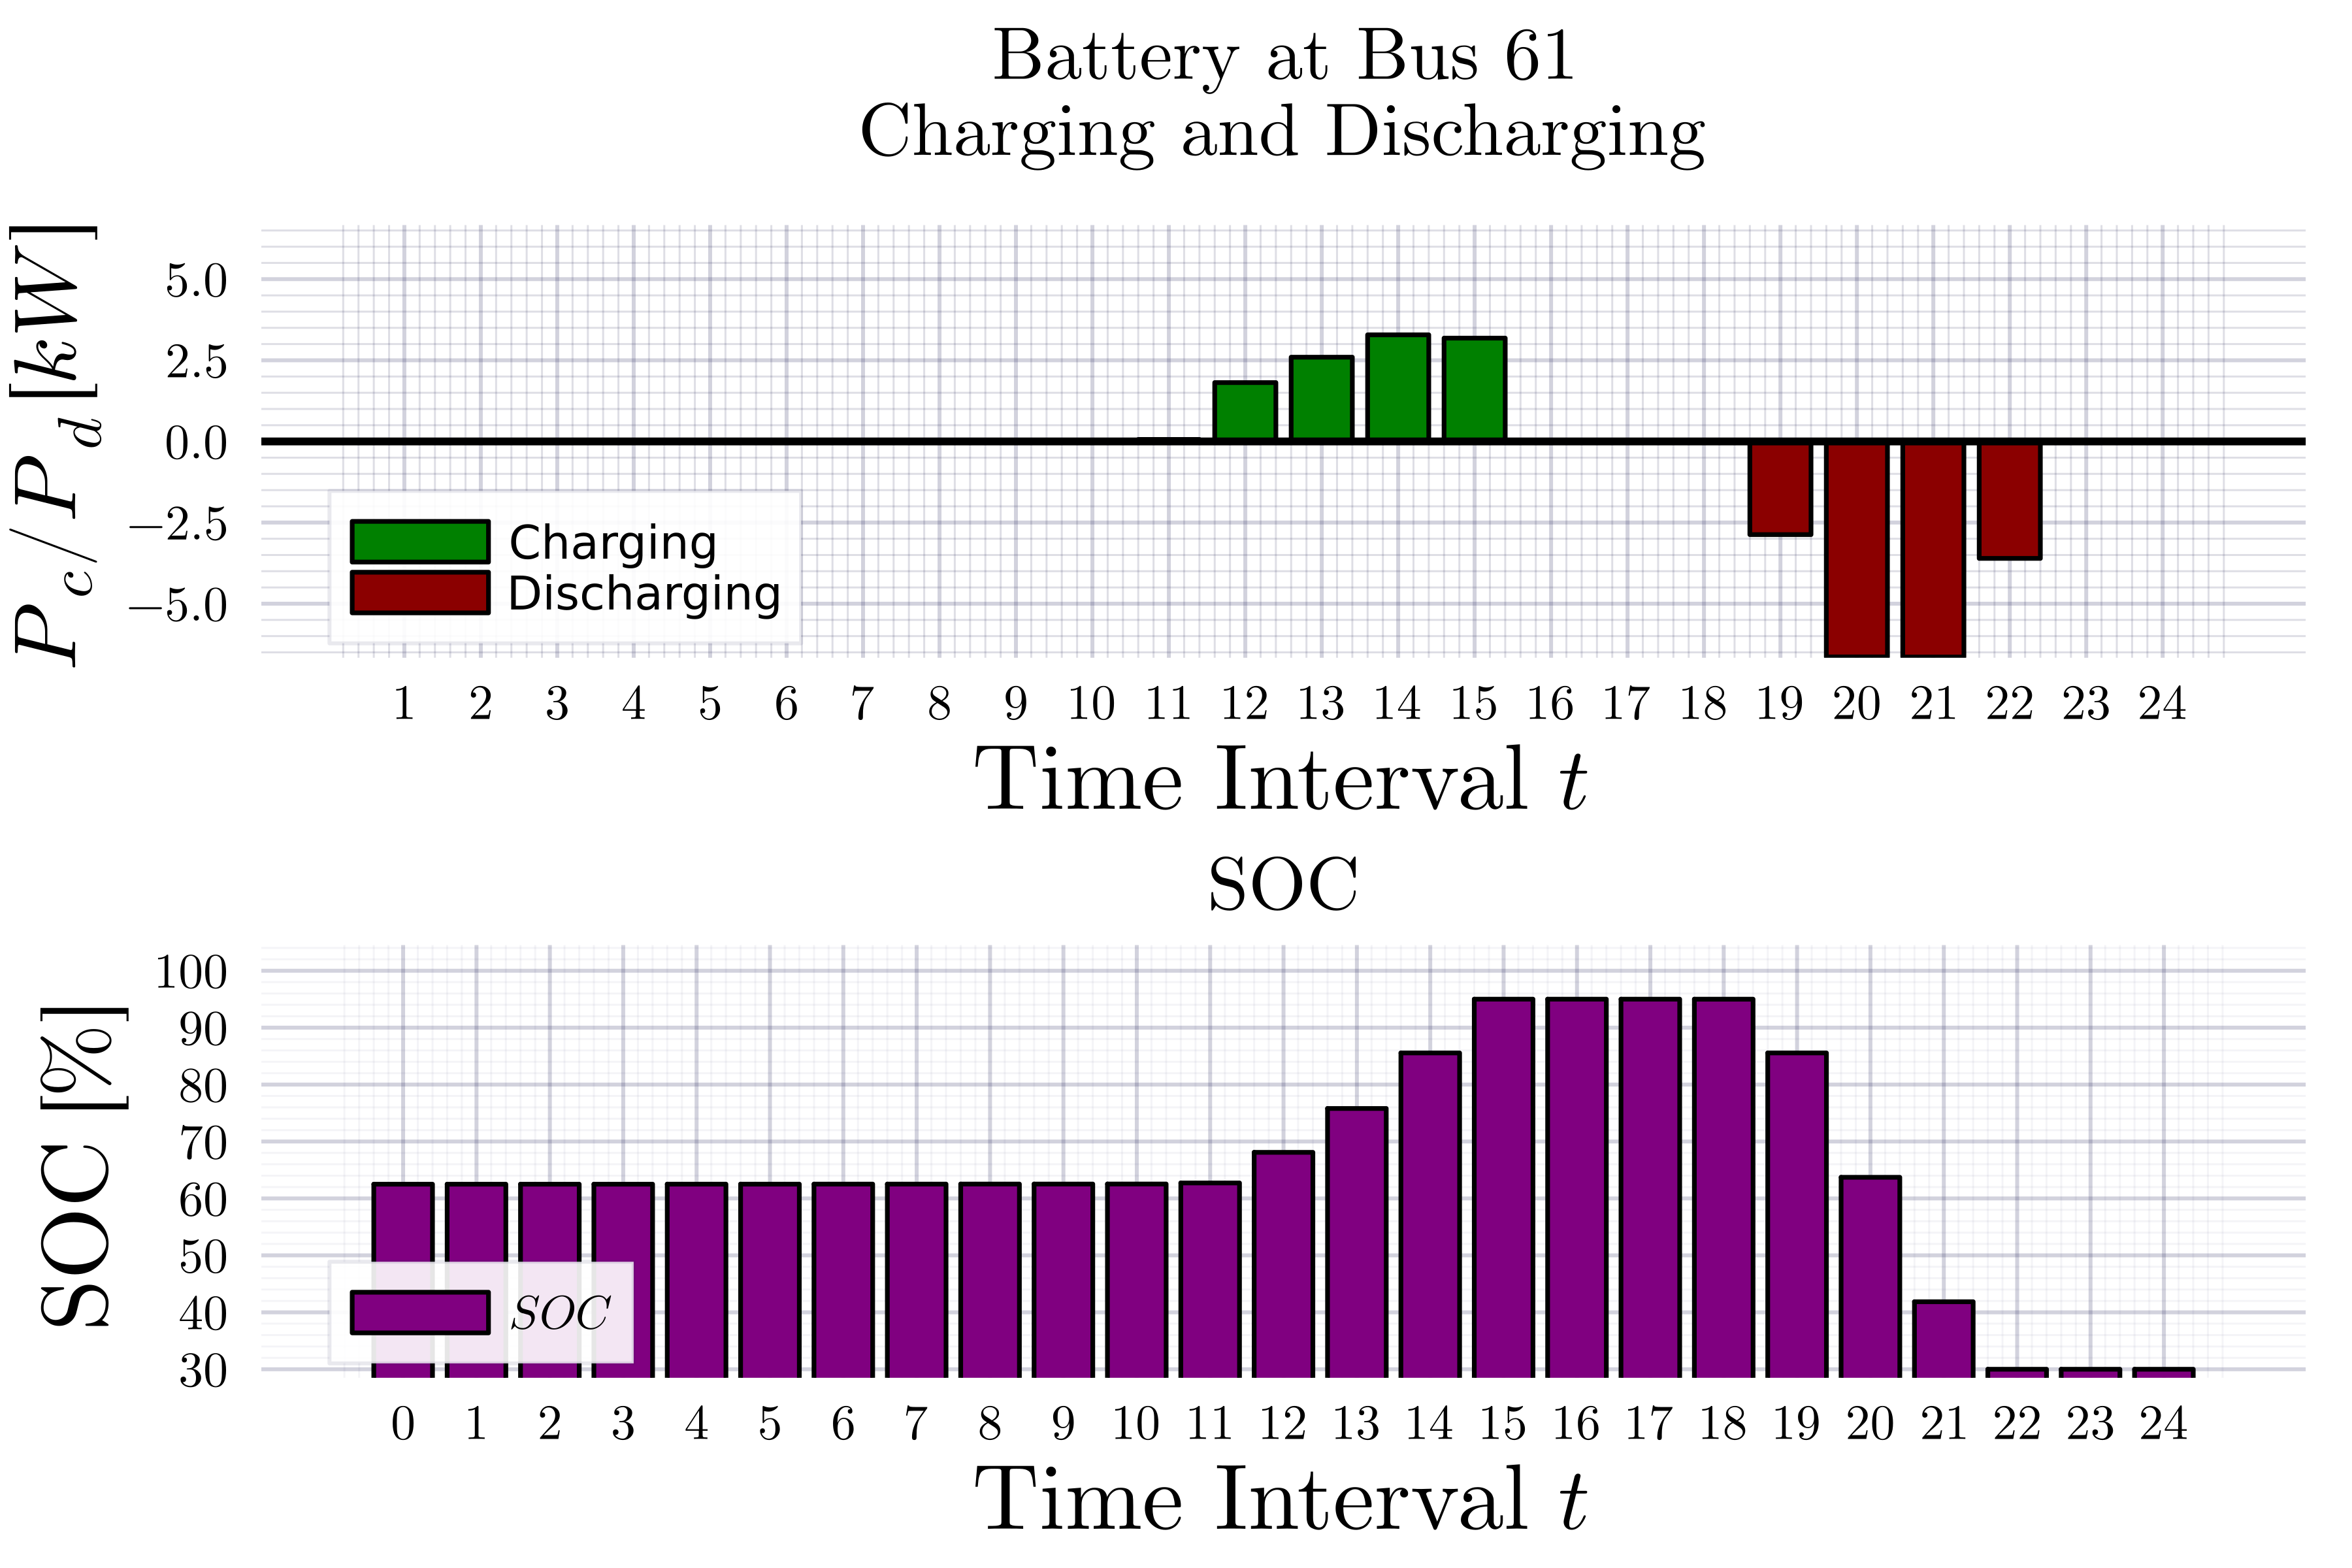 Battery at Bus 61
Charging and Discharging
P_c/P_d [kW]
5.0
2.5
0.0
−2.5
−5.0
Charging
Discharging
1 2 3 4 5 6 7 8 9 10 11 12 13 14 15 16 17 18 19 20 21 22 23 24
Time Interval t
SOC
SOC [%]
100
90
80
70
60
50
40
30
SOC
0 1 2 3 4 5 6 7 8 9 10 11 12 13 14 15 16 17 18 19 20 21 22 23 24
Time Interval t